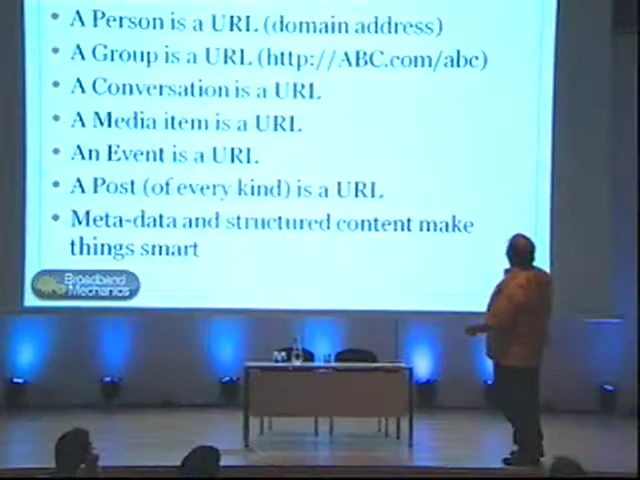 • A Person is a URL (domain address)
• A Group is a URL (http://ABC.com/abc)
• A Conversation is a URL
• A Media item is a URL
• An Event is a URL
• A Post (of every kind) is a URL
• Meta-data and structured content make
things smart
Broadband
Mechanics